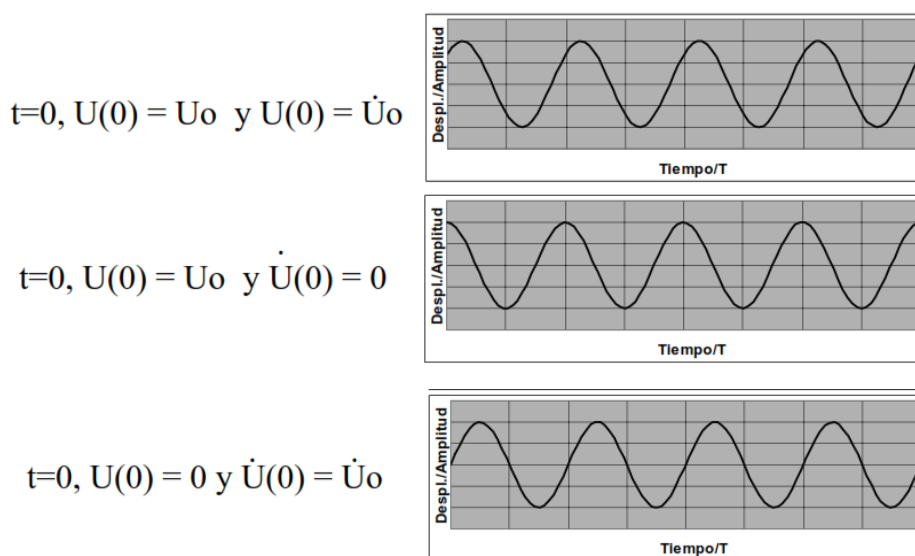 t=0, U(0) = Uo y U(0) = U̇o
Despl./Amplitud
Tiempo/T
t=0, U(0) = Uo y U̇(0) = 0
Despl./Amplitud
Tiempo/T
t=0, U(0) = 0 y U̇(0) = U̇o
Despl./Amplitud
Tiempo/T